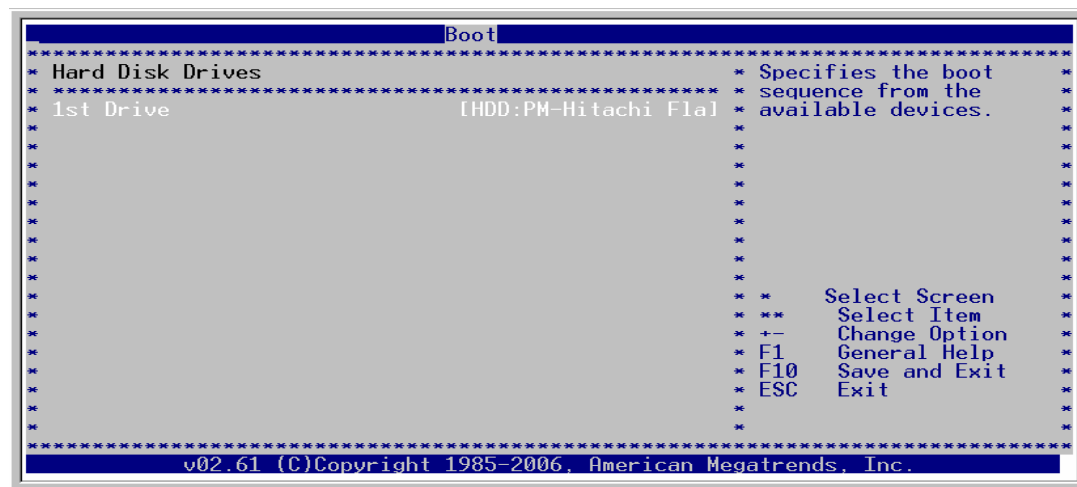 Boot
Hard Disk Drives
1st Drive [HDD:PM-Hitachi Fla]
Specifies the boot
sequence from the
available devices.
* Select Screen
** Select Item
+- Change Option
F1 General Help
F10 Save and Exit
ESC Exit
v02.61 (C)Copyright 1985-2006, American Megatrends, Inc.